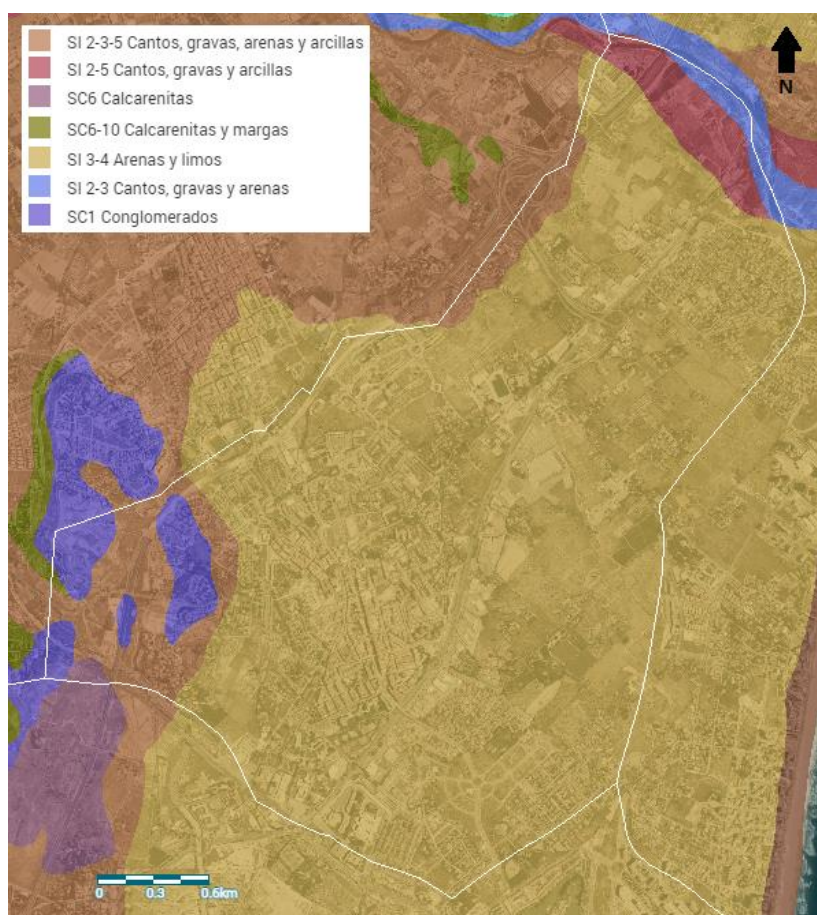 SI 2-3-5 Cantos, gravas, arenas y arcillas
SI 2-5 Cantos, gravas y arcillas
SC6 Calcarenitas
SC6-10 Calcarenitas y margas
SI 3-4 Arenas y limos
SI 2-3 Cantos, gravas y arenas
SC1 Conglomerados
N
0 0.3 0.6km